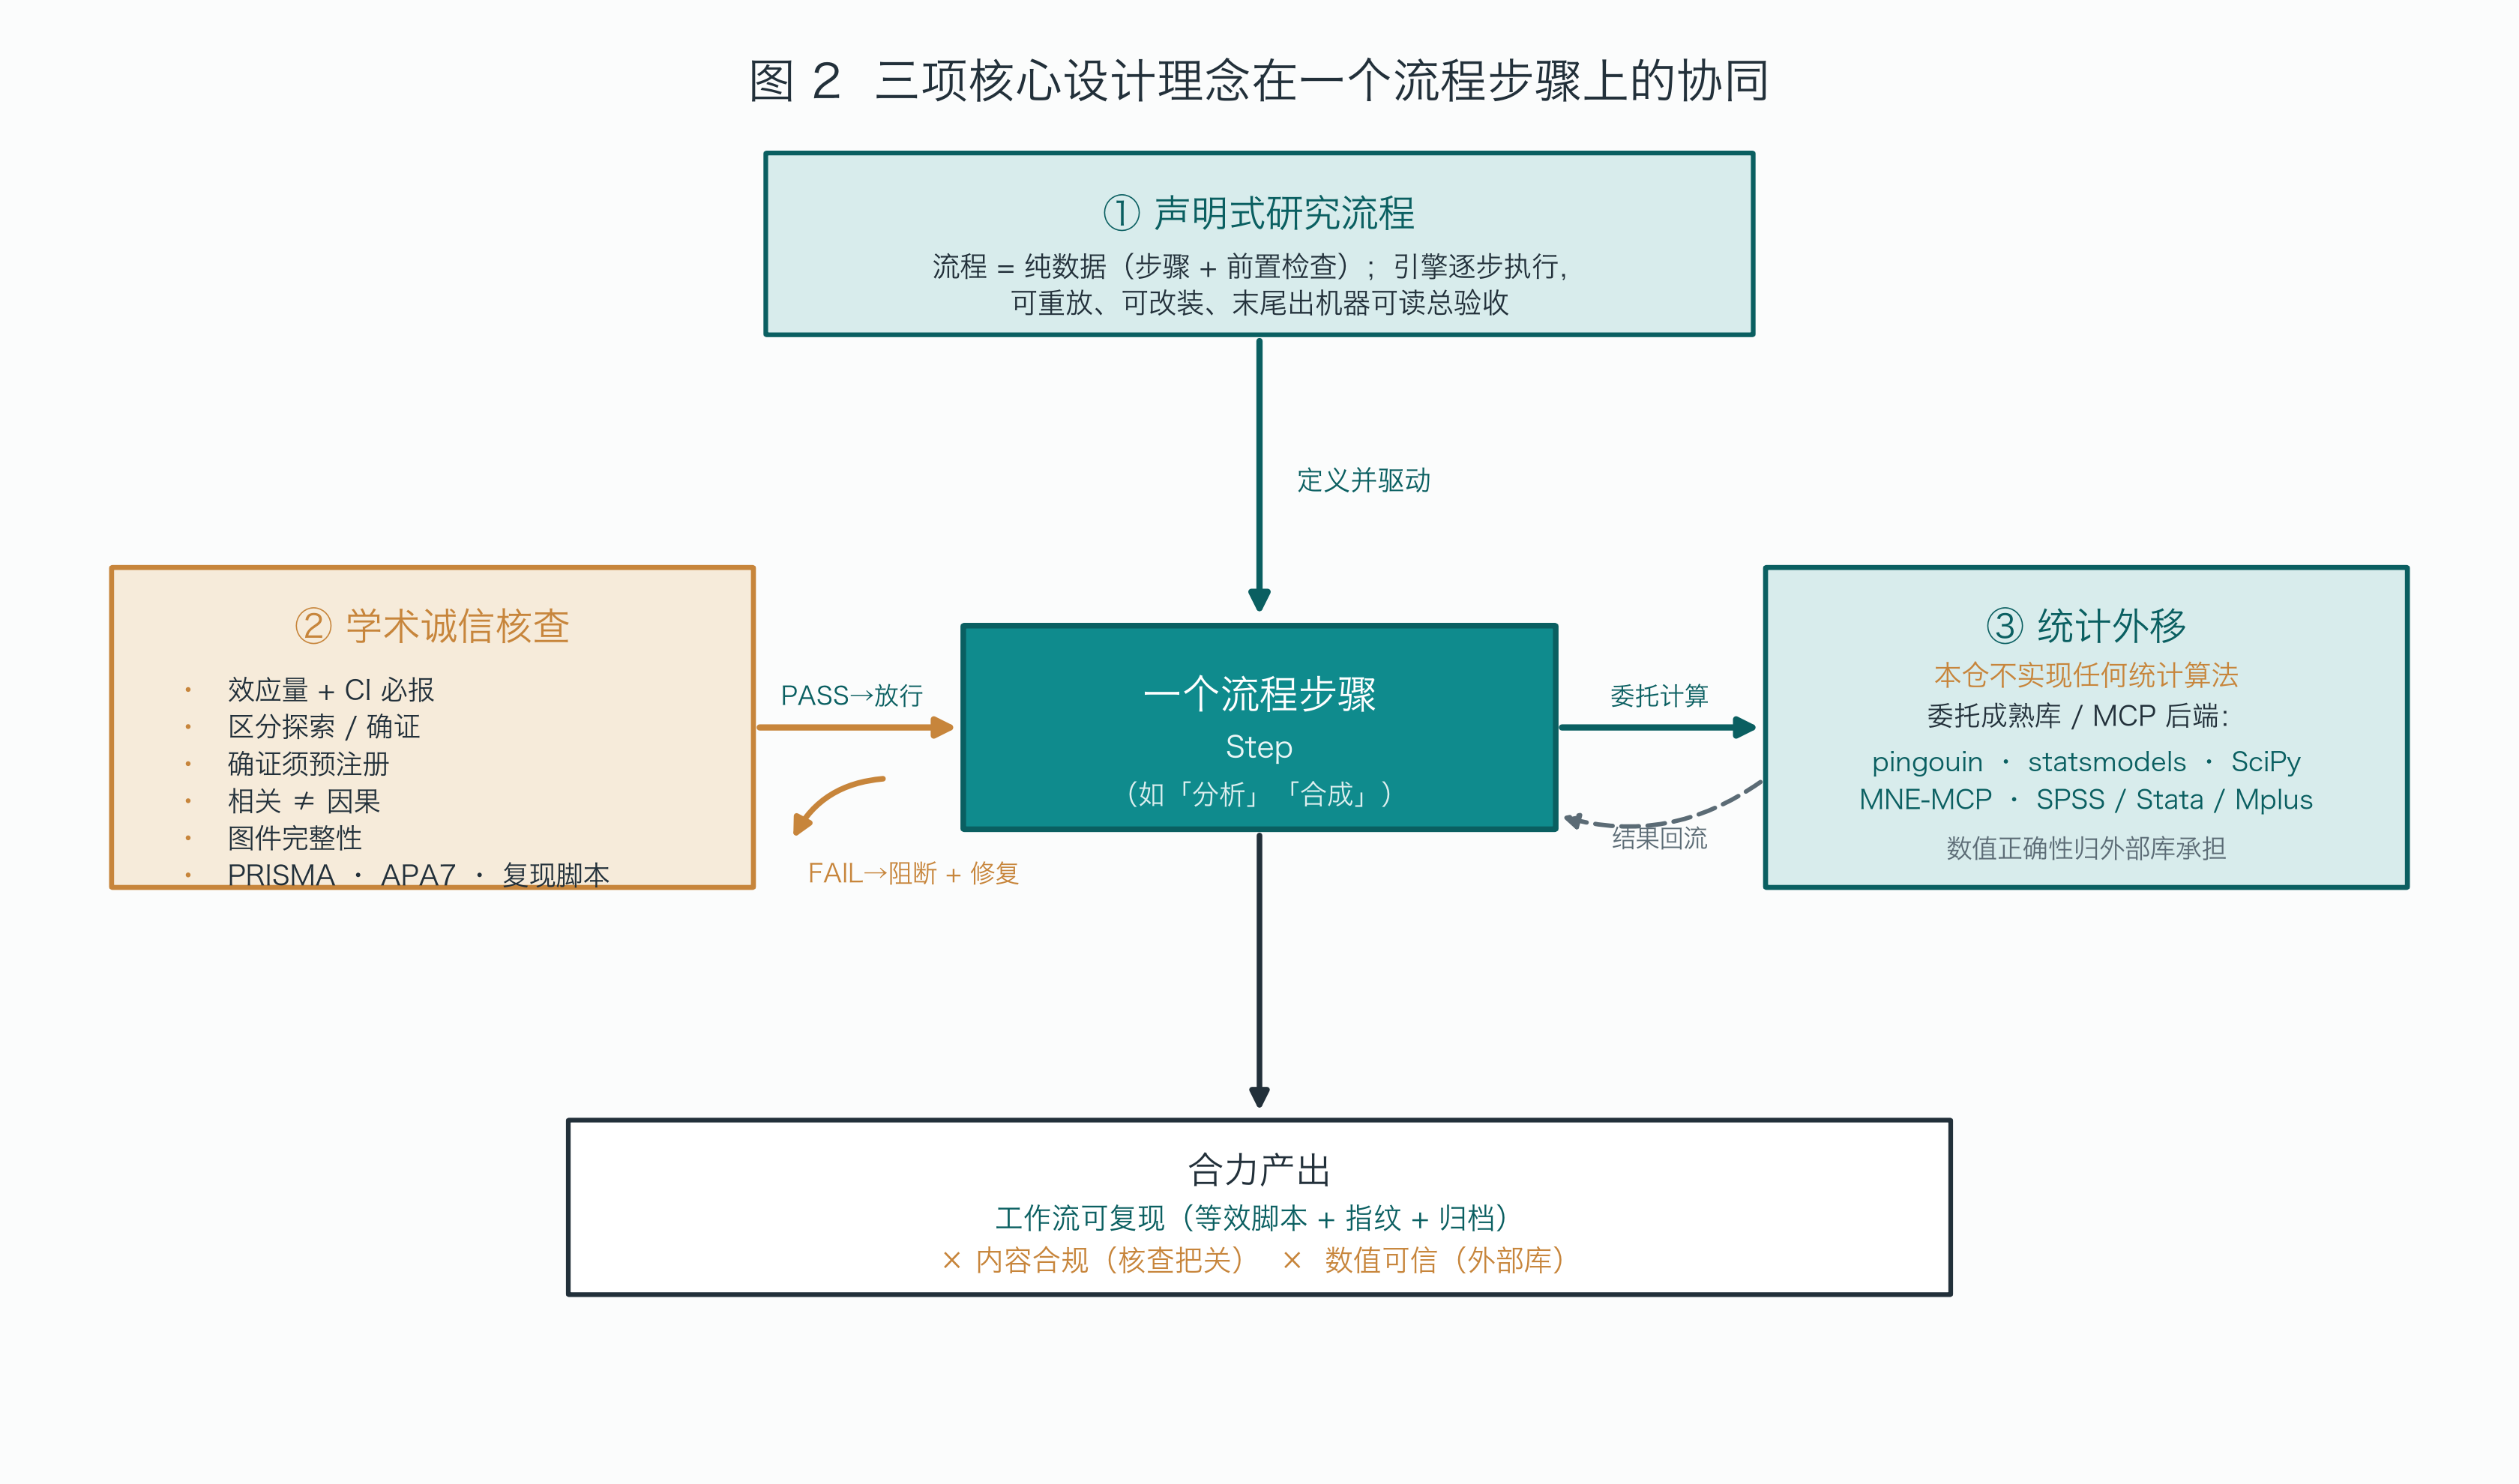 图 2 三项核心设计理念在一个流程步骤上的协同
① 声明式研究流程
流程 = 纯数据（步骤 + 前置检查）；引擎逐步执行，
可重放、可改装、末尾出机器可读总验收
定义并驱动
② 学术诚信核查
· 效应量 + CI 必报
· 区分探索 / 确证
· 确证须预注册
· 相关 ≠ 因果
· 图件完整性
· PRISMA · APA7 · 复现脚本
PASS→放行
FAIL→阻断 + 修复
一个流程步骤
Step
（如「分析」「合成」）
委托计算
结果回流
③ 统计外移
本仓不实现任何统计算法
委托成熟库 / MCP 后端：
pingouin · statsmodels · SciPy
MNE-MCP · SPSS / Stata / Mplus
数值正确性归外部库承担
合力产出
工作流可复现（等效脚本 + 指纹 + 归档）
× 内容合规（核查把关） × 数值可信（外部库）